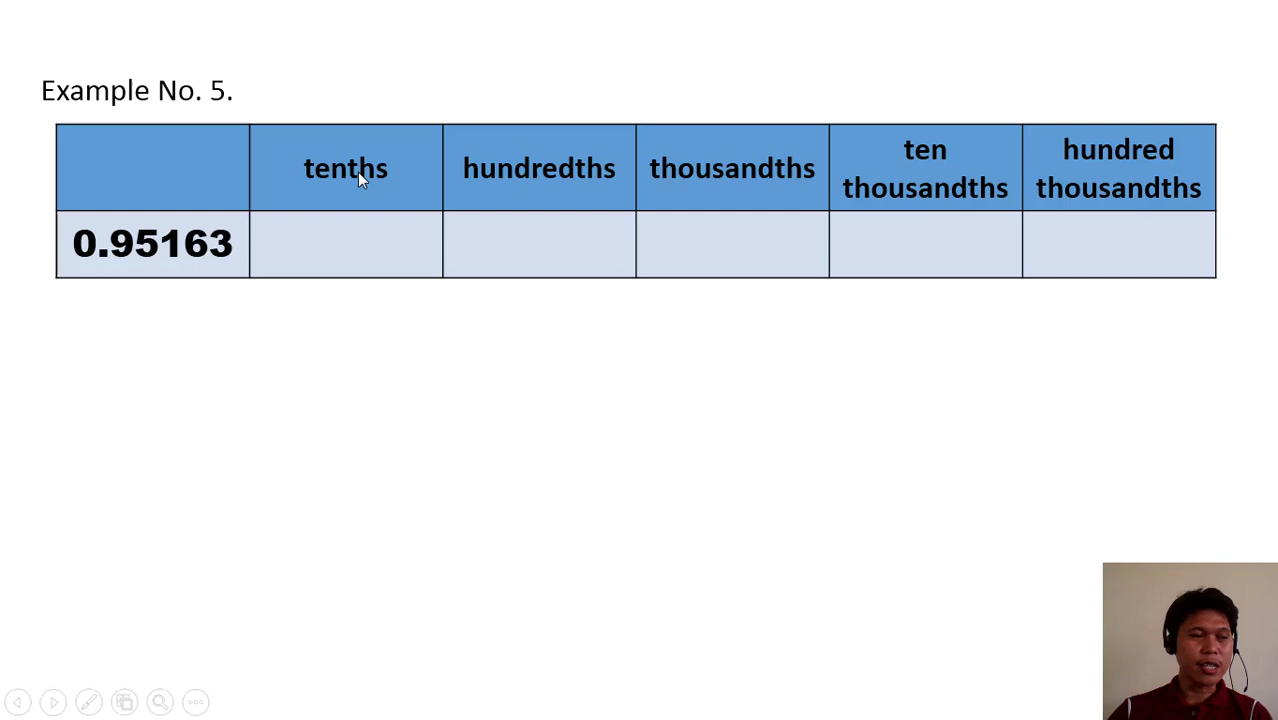 Example No. 5.
tenths
hundredths
thousandths
ten
thousandths
hundred
thousandths
0.95163